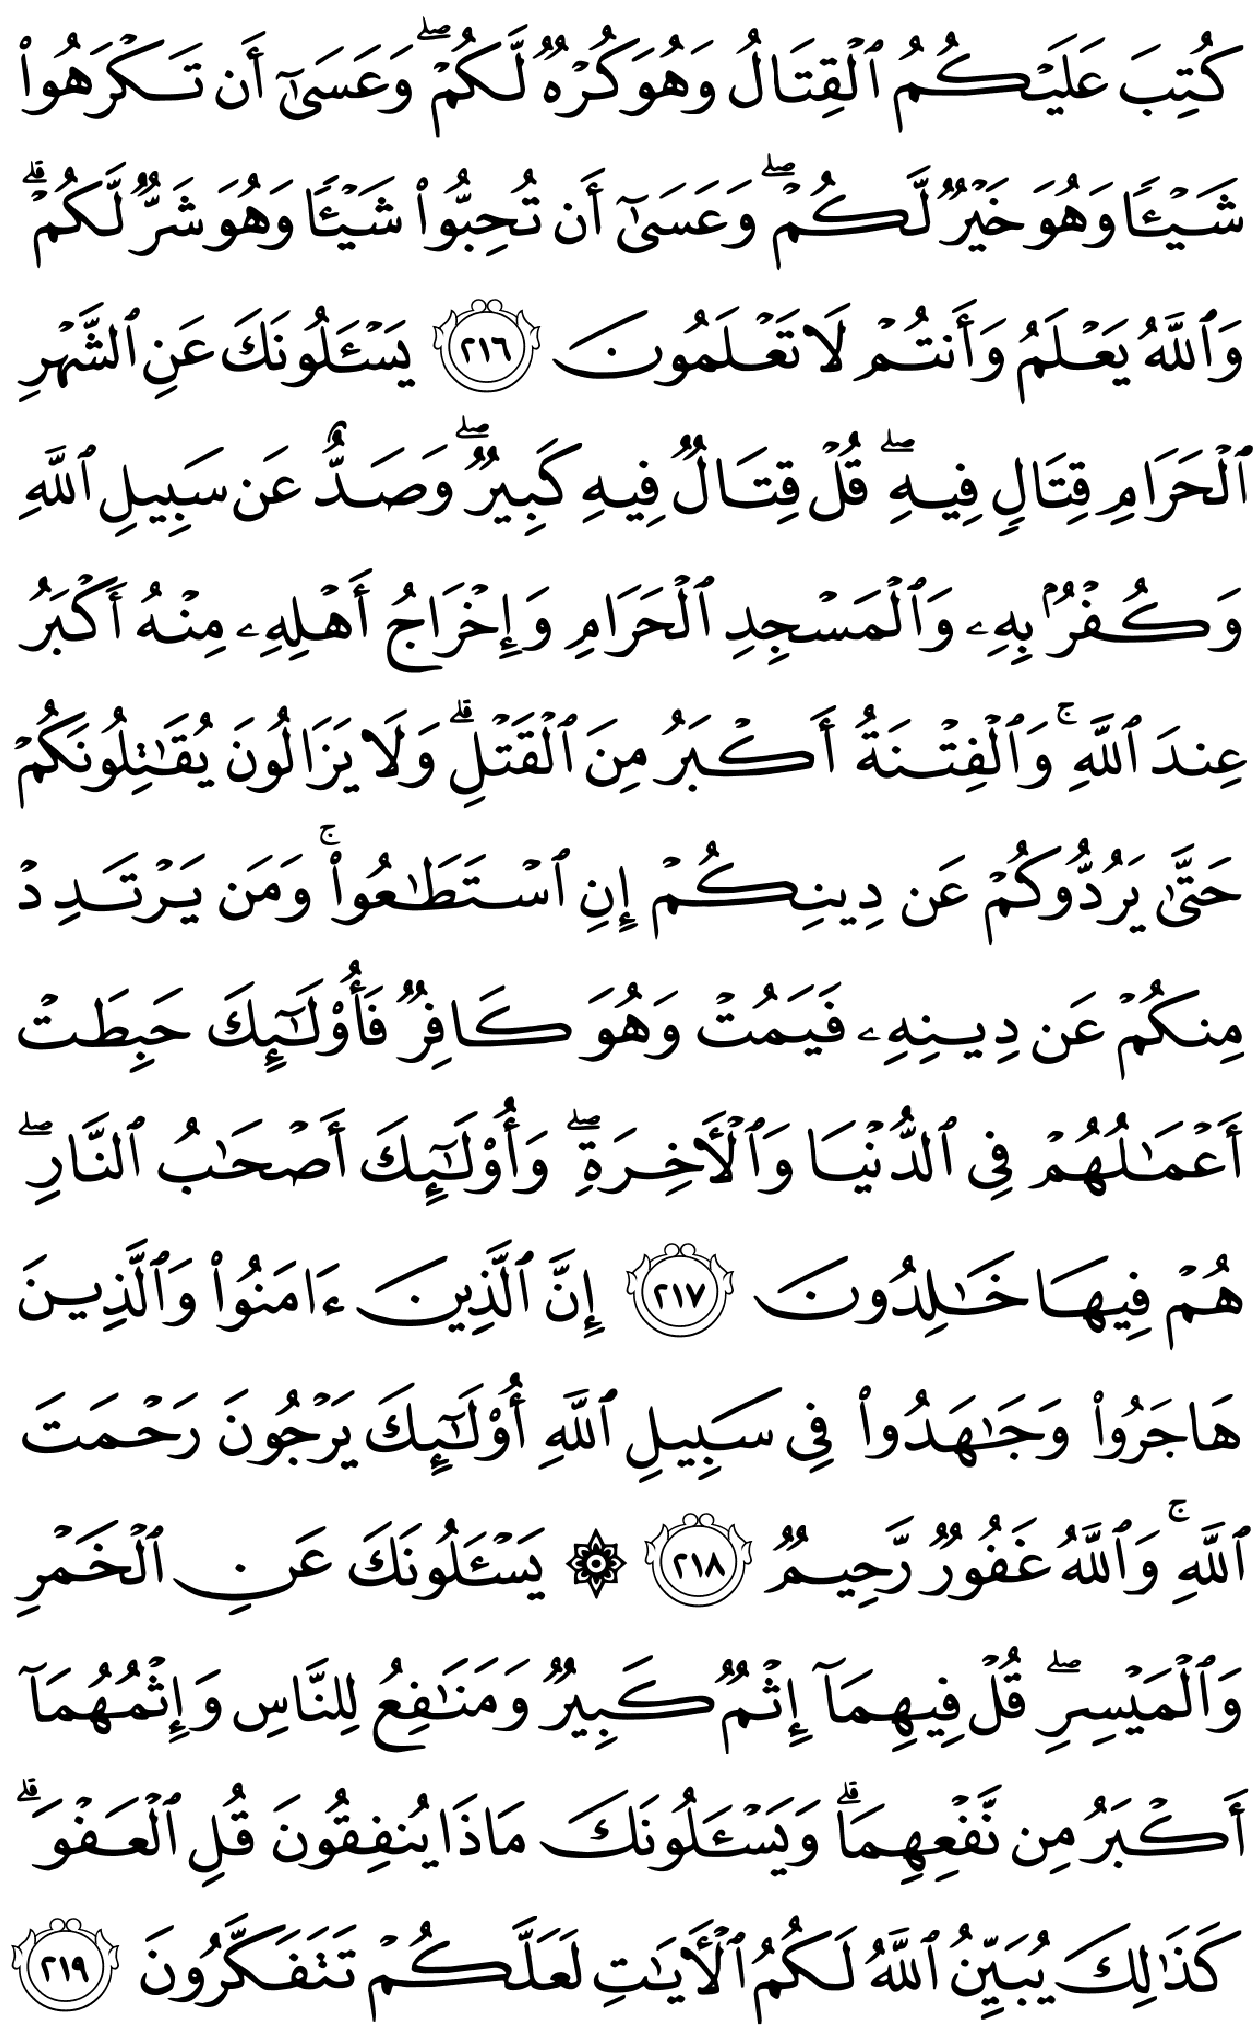 كُتِبَ عَلَيۡكُمُ ٱلۡقِتَالُ وَهُوَ كُرۡهٞ لَّكُمۡۖ وَعَسَىٰٓ أَن تَكۡرَهُواْ
شَيۡـٔٗا وَهُوَ خَيۡرٞ لَّكُمۡۖ وَعَسَىٰٓ أَن تُحِبُّواْ شَيۡـٔٗا وَهُوَ شَرّٞ لَّكُمۡۚ
وَٱللَّهُ يَعۡلَمُ وَأَنتُمۡ لَا تَعۡلَمُونَ ٢١٦ يَسۡـَٔلُونَكَ عَنِ ٱلشَّهۡرِ
ٱلۡحَرَامِ قِتَالٖ فِيهِۖ قُلۡ قِتَالٞ فِيهِ كَبِيرٞۖ وَصَدٌّ عَن سَبِيلِ ٱللَّهِ
وَكُفۡرُۢ بِهِۦ وَٱلۡمَسۡجِدِ ٱلۡحَرَامِ وَإِخۡرَاجُ أَهۡلِهِۦ مِنۡهُ أَكۡبَرُ
عِندَ ٱللَّهِۚ وَٱلۡفِتۡنَةُ أَكۡبَرُ مِنَ ٱلۡقَتۡلِۗ وَلَا يَزَالُونَ يُقَٰتِلُونَكُمۡ
حَتَّىٰ يَرُدُّوكُمۡ عَن دِينِكُمۡ إِنِ ٱسۡتَطَٰعُواْۚ وَمَن يَرۡتَدِدۡ
مِنكُمۡ عَن دِينِهِۦ فَيَمُتۡ وَهُوَ كَافِرٞ فَأُوْلَٰٓئِكَ حَبِطَتۡ
أَعۡمَٰلُهُمۡ فِي ٱلدُّنۡيَا وَٱلۡأٓخِرَةِۖ وَأُوْلَٰٓئِكَ أَصۡحَٰبُ ٱلنَّارِۖ
هُمۡ فِيهَا خَٰلِدُونَ ٢١٧ إِنَّ ٱلَّذِينَ ءَامَنُواْ وَٱلَّذِينَ
هَاجَرُواْ وَجَٰهَدُواْ فِي سَبِيلِ ٱللَّهِ أُوْلَٰٓئِكَ يَرۡجُونَ رَحۡمَتَ
ٱللَّهِۚ وَٱللَّهُ غَفُورٞ رَّحِيمٞ ٢١٨ ۞ يَسۡـَٔلُونَكَ عَنِ ٱلۡخَمۡرِ
وَٱلۡمَيۡسِرِۖ قُلۡ فِيهِمَآ إِثۡمٞ كَبِيرٞ وَمَنَٰفِعُ لِلنَّاسِ وَإِثۡمُهُمَآ
أَكۡبَرُ مِن نَّفۡعِهِمَاۗ وَيَسۡـَٔلُونَكَ مَاذَا يُنفِقُونَ قُلِ ٱلۡعَفۡوَۗ
كَذَٰلِكَ يُبَيِّنُ ٱللَّهُ لَكُمُ ٱلۡأٓيَٰتِ لَعَلَّكُمۡ تَتَفَكَّرُونَ ٢١٩